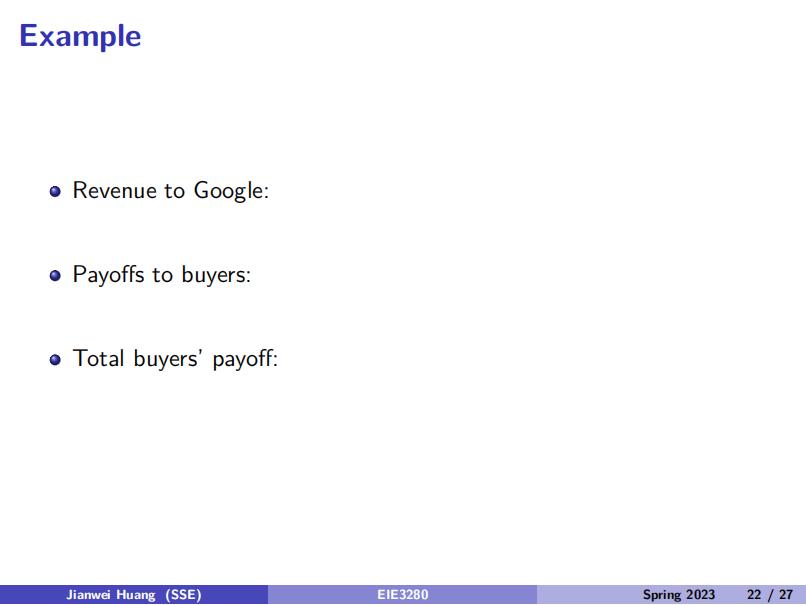 Example
Revenue to Google:
Payoffs to buyers:
Total buyers' payoff:
Jianwei Huang (SSE) EIE3280 Spring 2023 22 / 27